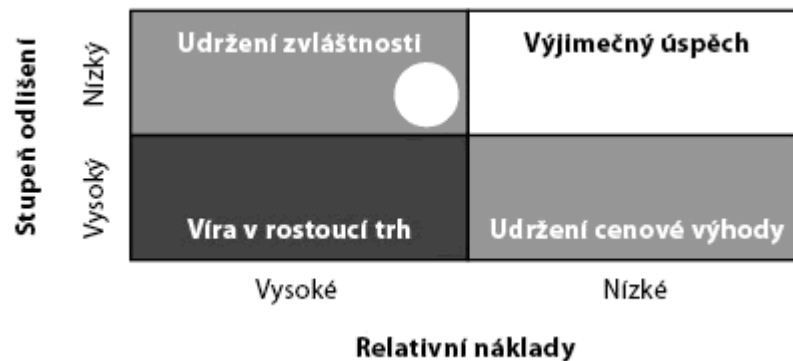 Stupeň odlišení
Nízký
Vysoký
Udržení zvláštnosti
Výjimečný úspěch
Víra v rostoucí trh
Udržení cenové výhody
Vysoké
Nízké
Relativní náklady